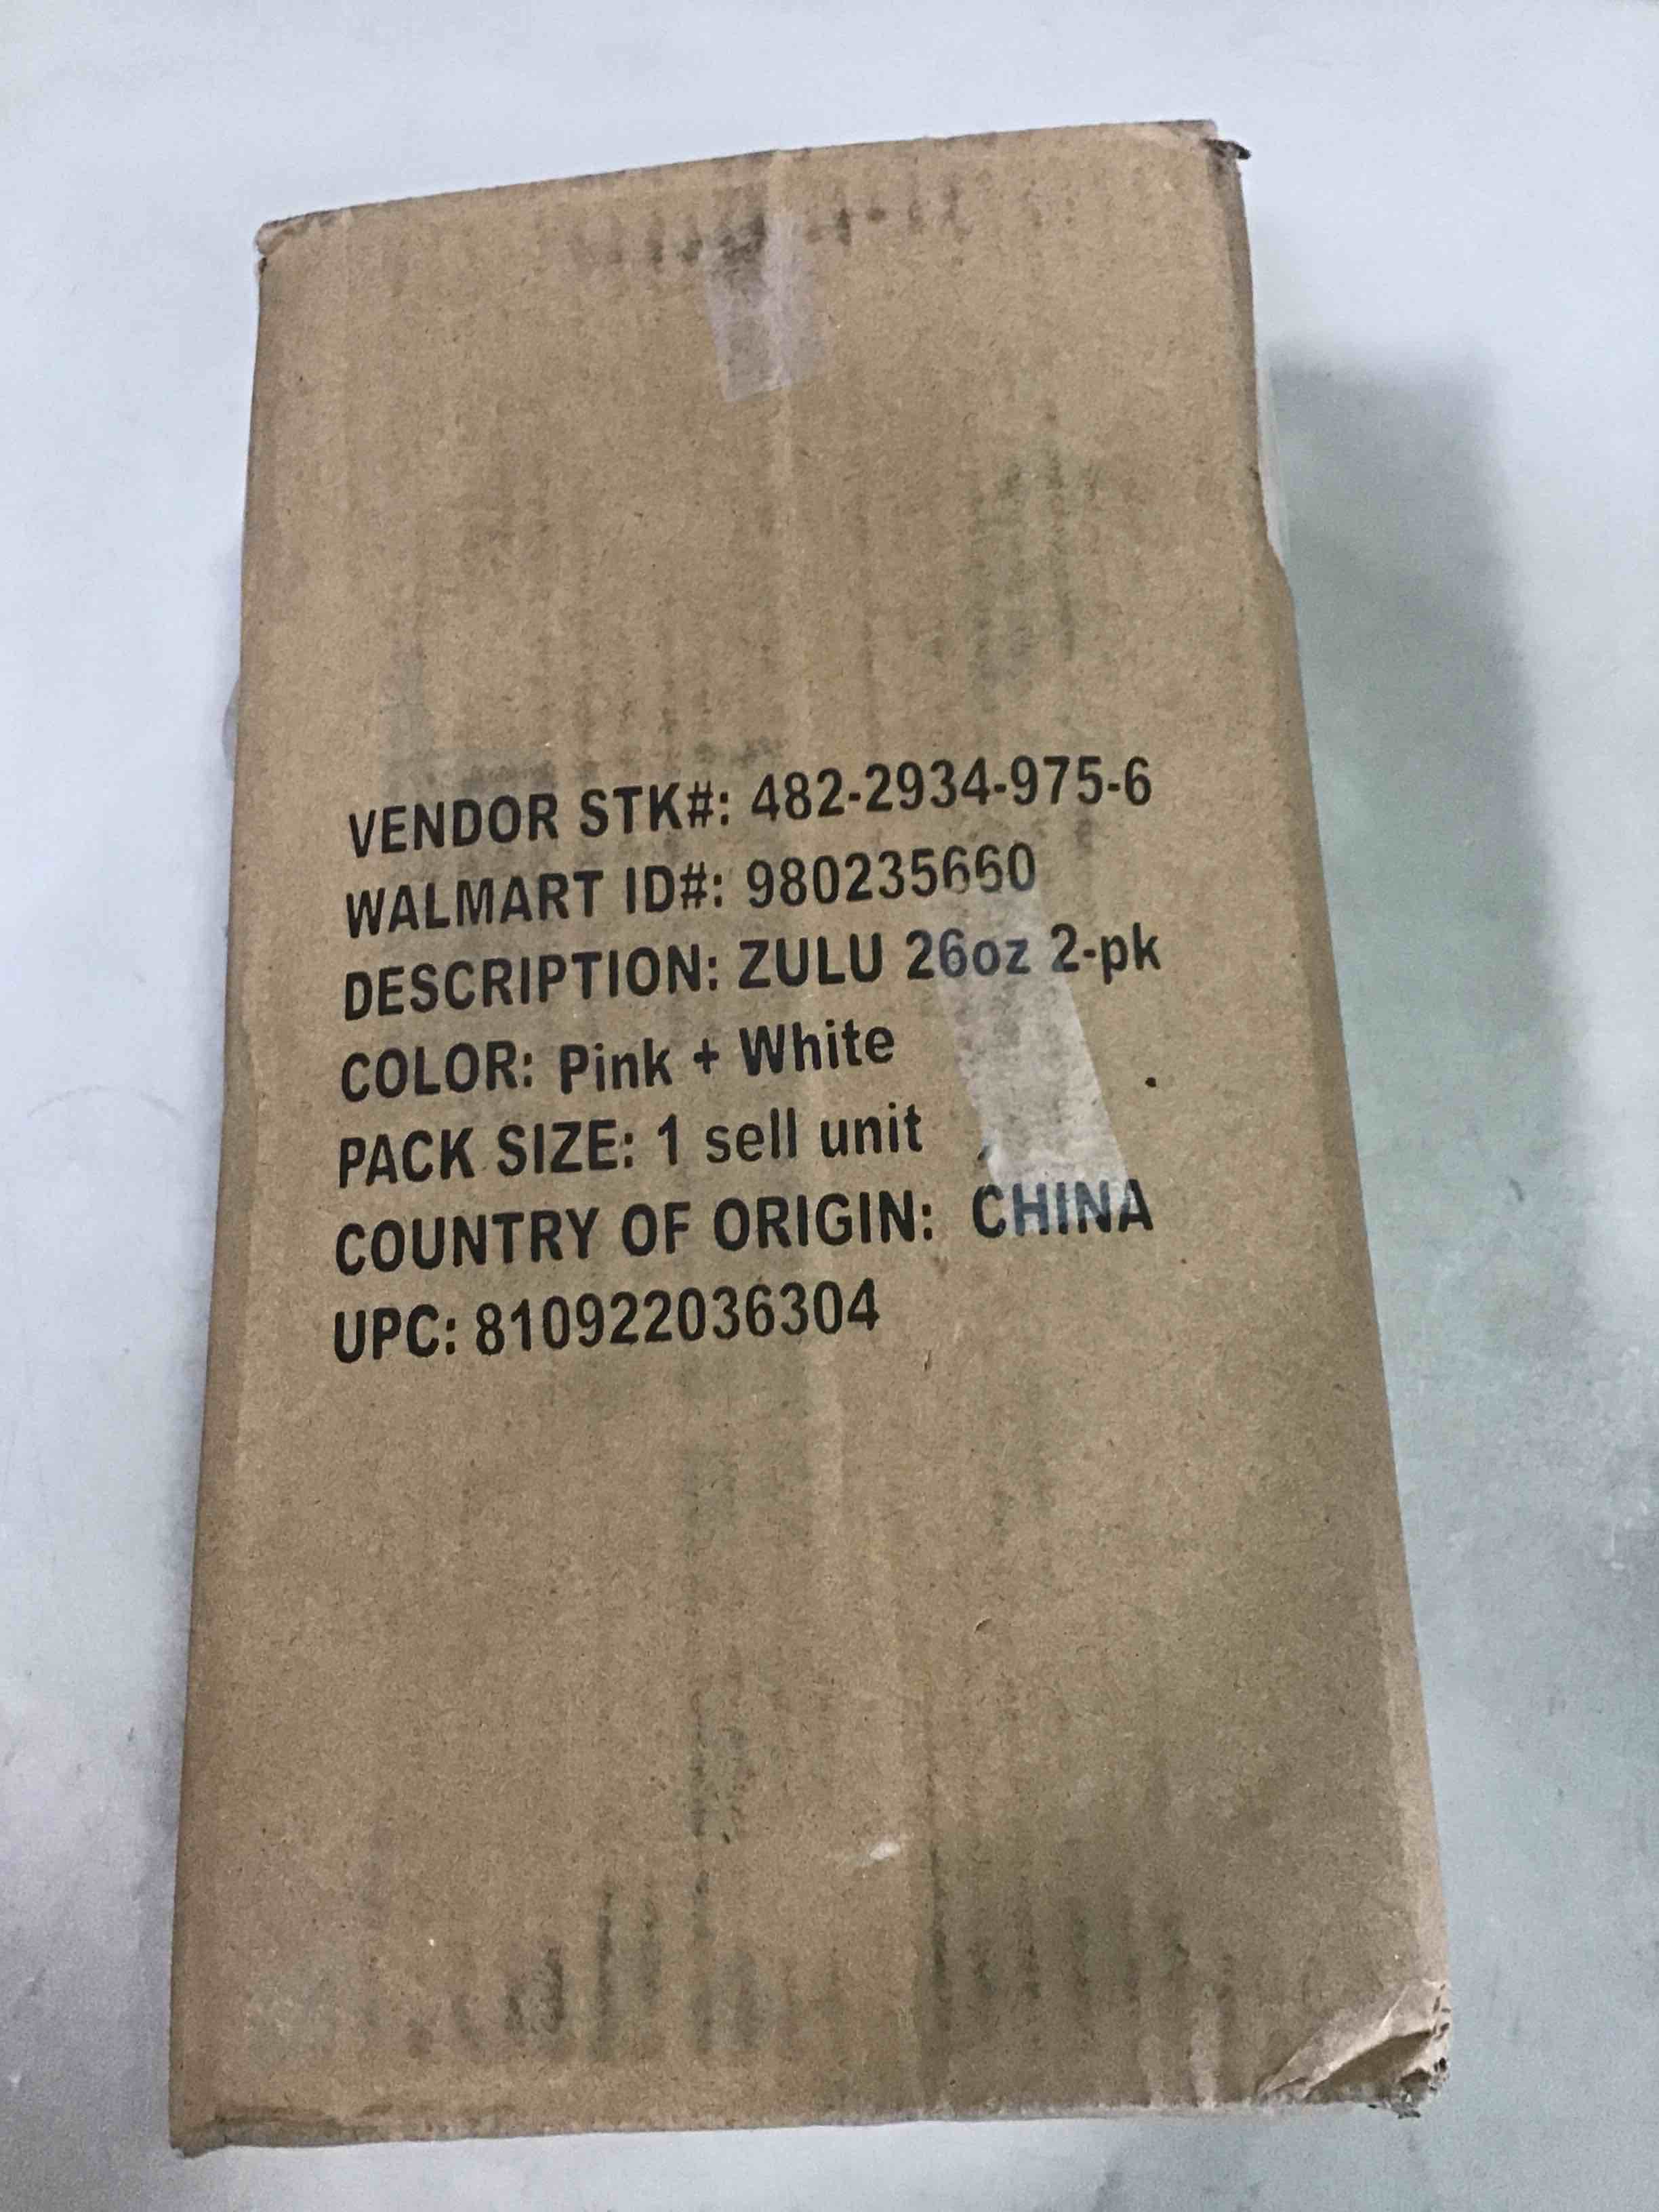 VENDOR STK#: 482-2934-975-6
WALMART ID#: 980235660
DESCRIPTION: ZULU 26oz 2-pk
COLOR: Pink + White
PACK SIZE: 1 sell unit
COUNTRY OF ORIGIN: CHINA
UPC: 810922036304